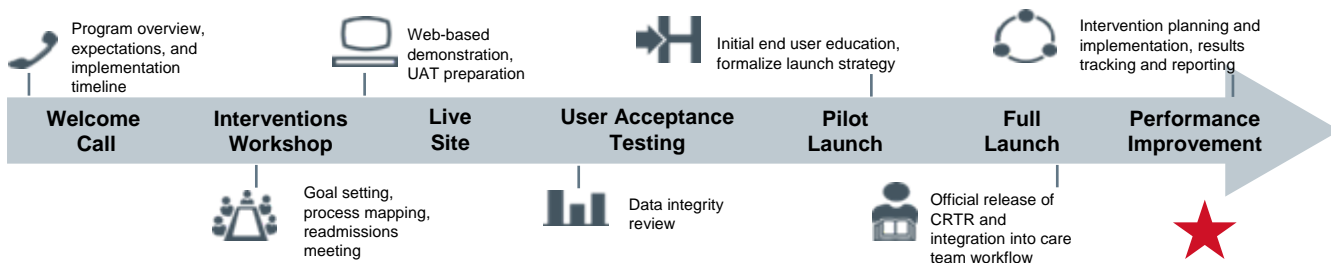 Program overview,
expectations, and
implementation
timeline
Web-based
demonstration,
UAT preparation
Initial end user education,
formalize launch strategy
Intervention planning and
implementation, results
tracking and reporting
Welcome
Call
Interventions
Workshop
Live
Site
User Acceptance
Testing
Pilot
Launch
Full
Launch
Performance
Improvement
Goal setting,
process mapping,
readmissions
meeting
Data integrity
review
Official release of
CRTR and
integration into care
team workflow